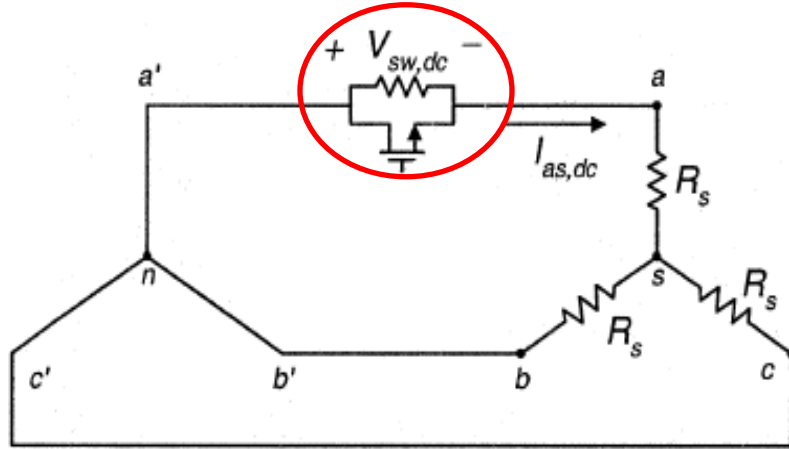 + V_sw,dc −
a'
a
I_as,dc
R_s
n
s
R_s
R_s
c'
b'
b
c